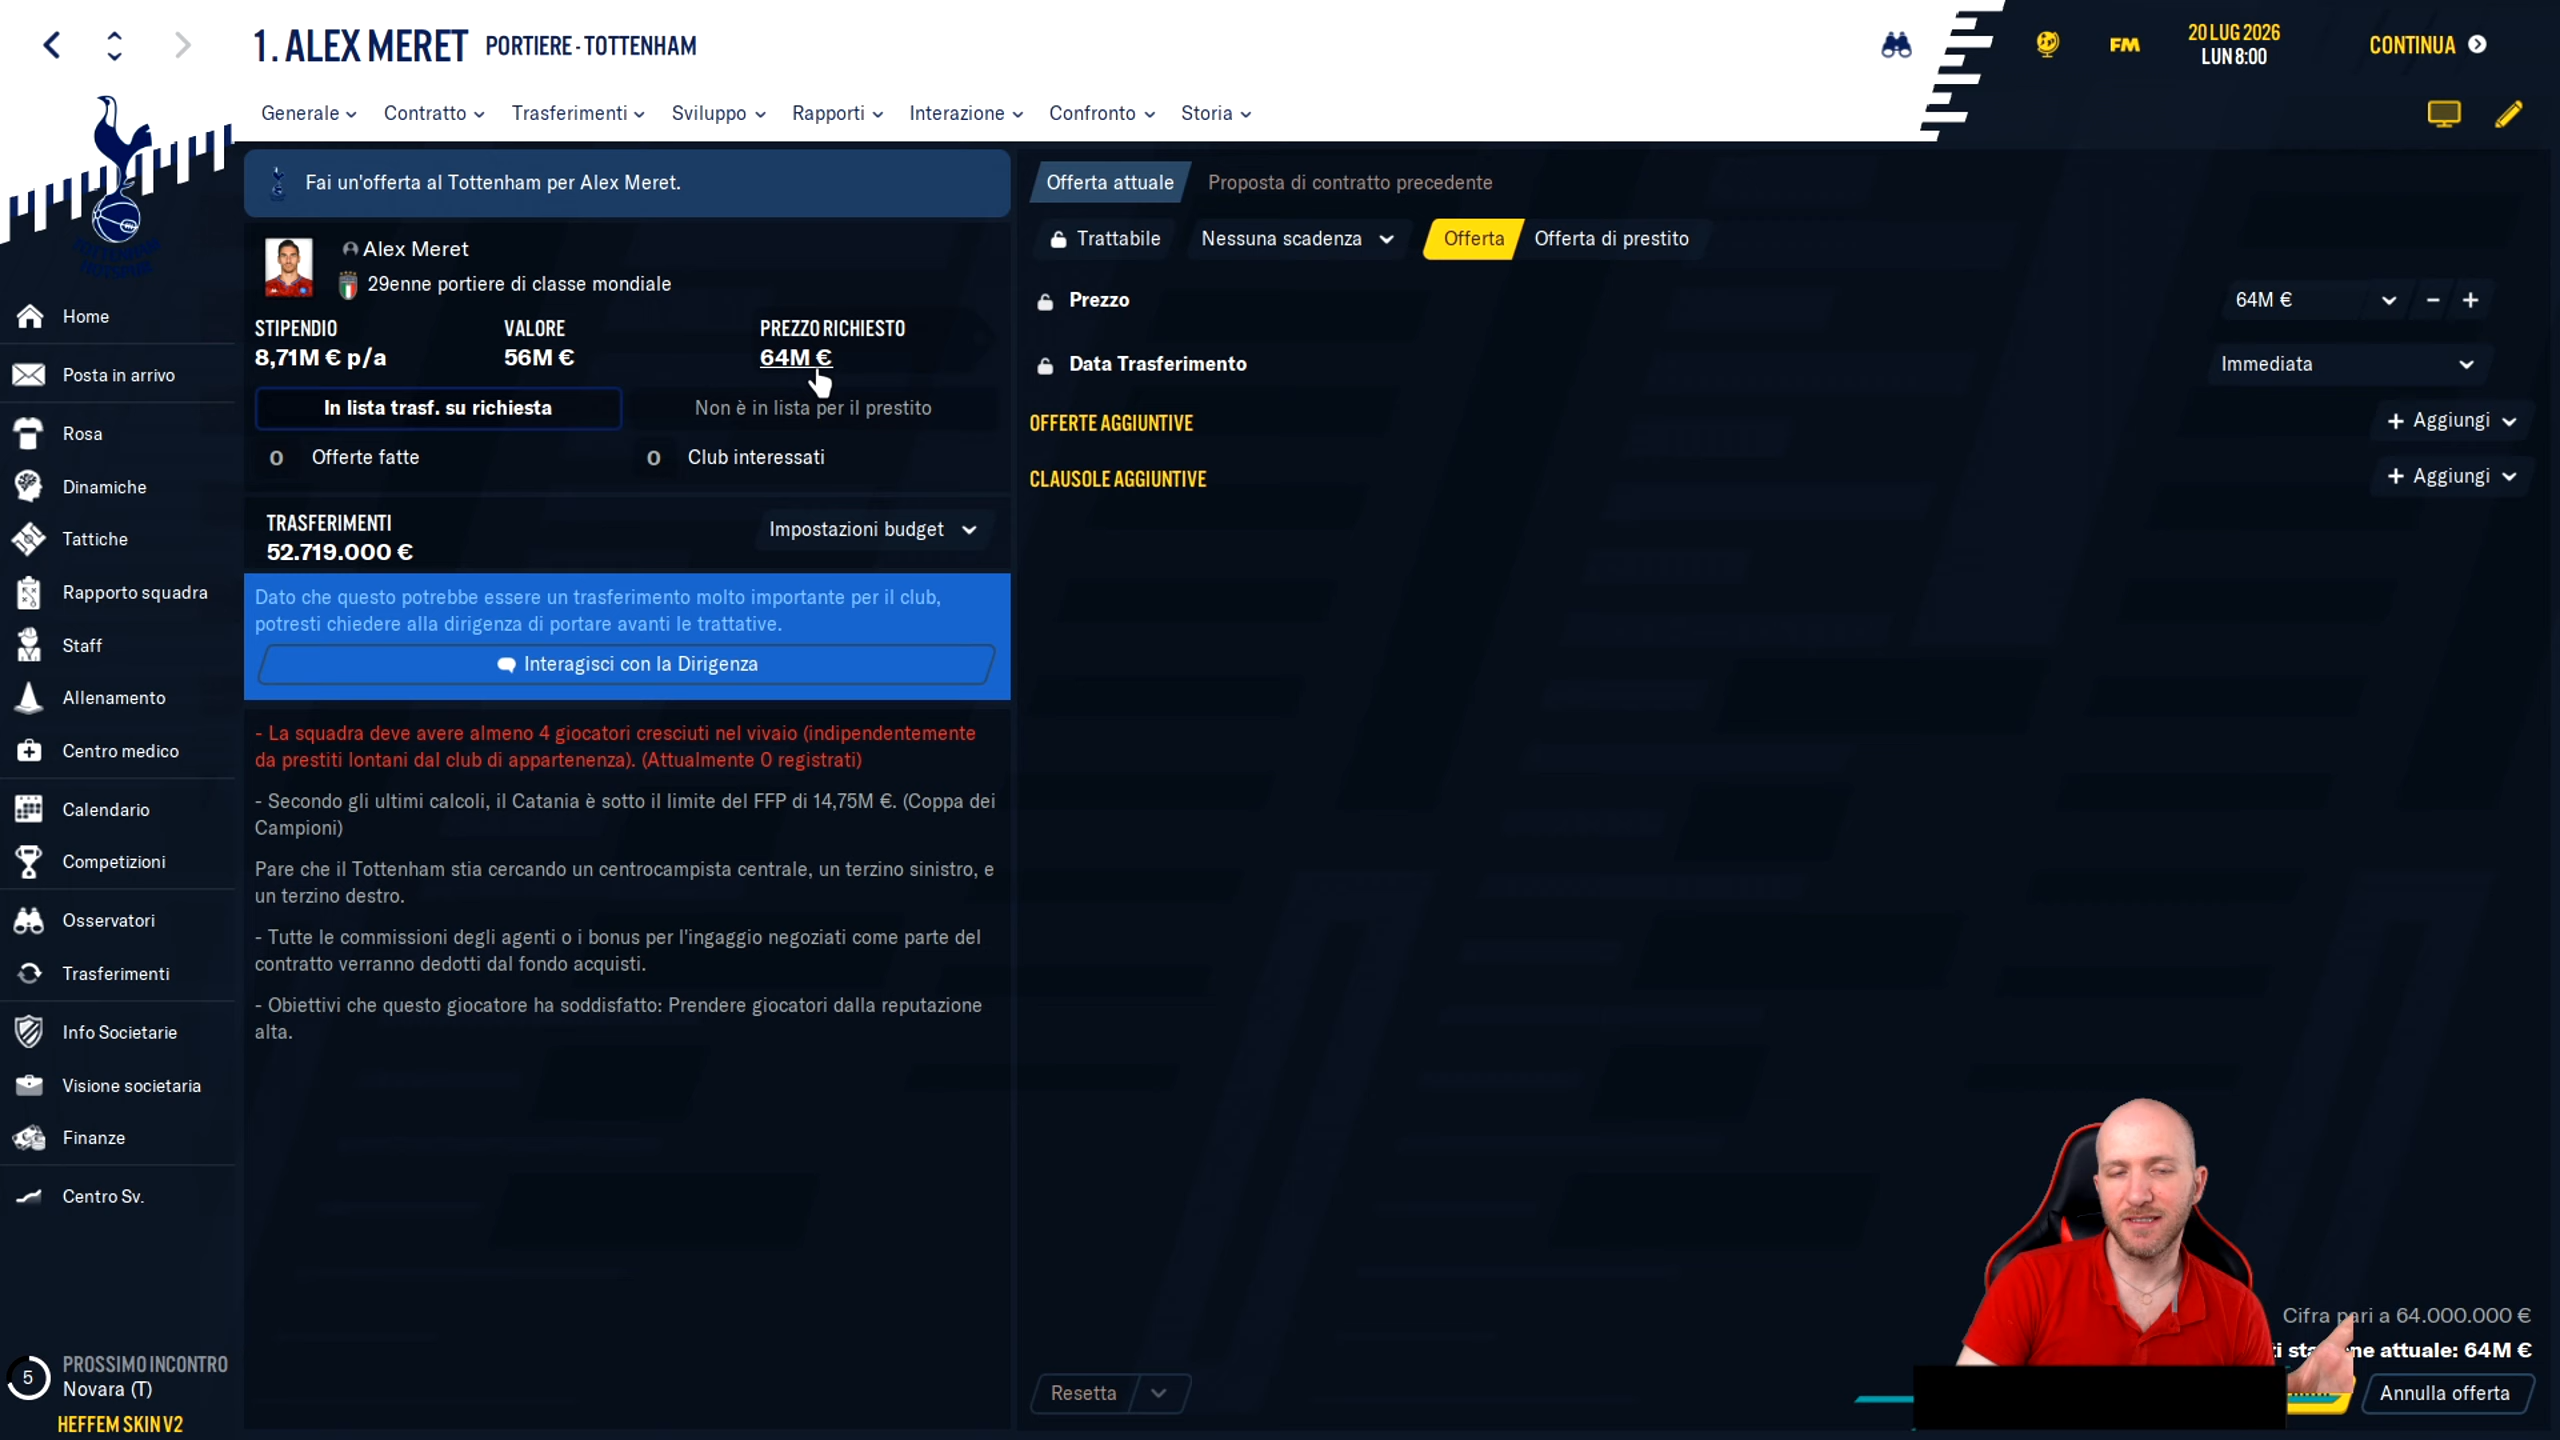 1. ALEX MERET PORTIERE - TOTTENHAM
FM
20 LUG 2026
LUN 8:00
CONTINUA
Generale
Contratto
Trasferimenti
Sviluppo
Rapporti
Interazione
Confronto
Storia
Home
Posta in arrivo
Rosa
Dinamiche
Tattiche
Rapporto squadra
Staff
Allenamento
Centro medico
Calendario
Competizioni
Osservatori
Trasferimenti
Info Societarie
Visione societaria
Finanze
Centro Sv.
5
PROSSIMO INCONTRO
Novara (T)
HEFFEM SKIN V2
Fai un'offerta al Tottenham per Alex Meret.
Alex Meret
29enne portiere di classe mondiale
STIPENDIO
8,71M € p/a
VALORE
56M €
PREZZO RICHIESTO
64M €
In lista trasf. su richiesta
Non è in lista per il prestito
0 Offerte fatte
0 Club interessati
TRASFERIMENTI
52.719.000 €
Impostazioni budget
Dato che questo potrebbe essere un trasferimento molto importante per il club,
potresti chiedere alla dirigenza di portare avanti le trattative.
Interagisci con la Dirigenza
- La squadra deve avere almeno 4 giocatori cresciuti nel vivaio (indipendentemente
da prestiti lontani dal club di appartenenza). (Attualmente 0 registrati)
- Secondo gli ultimi calcoli, il Catania è sotto il limite del FFP di 14,75M €. (Coppa dei
Campioni)
Pare che il Tottenham stia cercando un centrocampista centrale, un terzino sinistro, e
un terzino destro.
- Tutte le commissioni degli agenti o i bonus per l'ingaggio negoziati come parte del
contratto verranno dedotti dal fondo acquisti.
- Obiettivi che questo giocatore ha soddisfatto: Prendere giocatori dalla reputazione
alta.
Offerta attuale
Proposta di contratto precedente
Trattabile
Nessuna scadenza
Offerta
Offerta di prestito
Prezzo
64M €
Data Trasferimento
Immediata
OFFERTE AGGIUNTIVE
Aggiungi
CLAUSOLE AGGIUNTIVE
Aggiungi
Cifra pari a 64.000.000 €
attuale: 64M €
Resetta
Annulla offerta